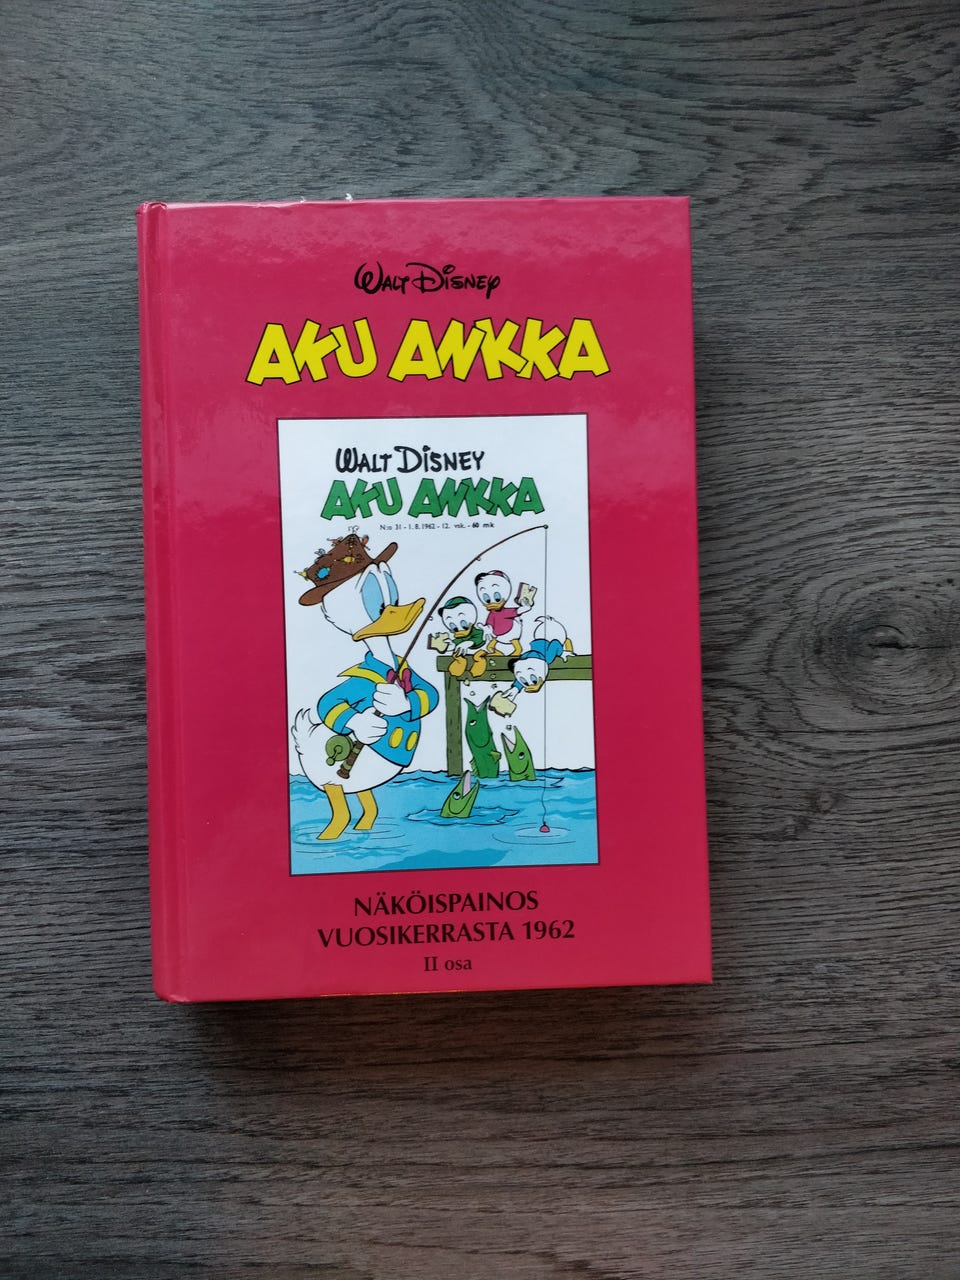 Walt Disney
AKU ANKKA
WALT DISNEY
AKU ANKKA
N:o 31 - 1.8.1962 - 12. vsk. - 60 mk
NÄKÖISPAINOS
VUOSIKERRASTA 1962
II osa